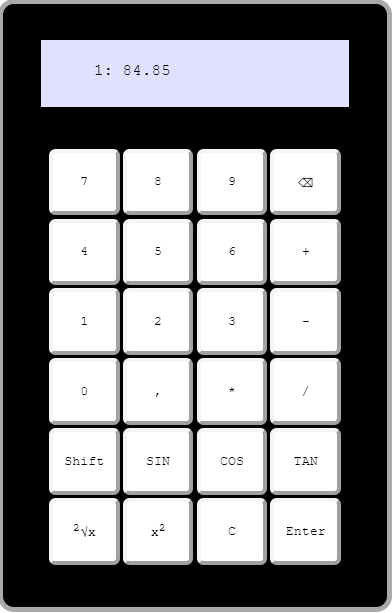 1: 84.85
7 8 9 ⌫
4 5 6 +
1 2 3 -
0 , * /
Shift SIN COS TAN
²√x x² C Enter